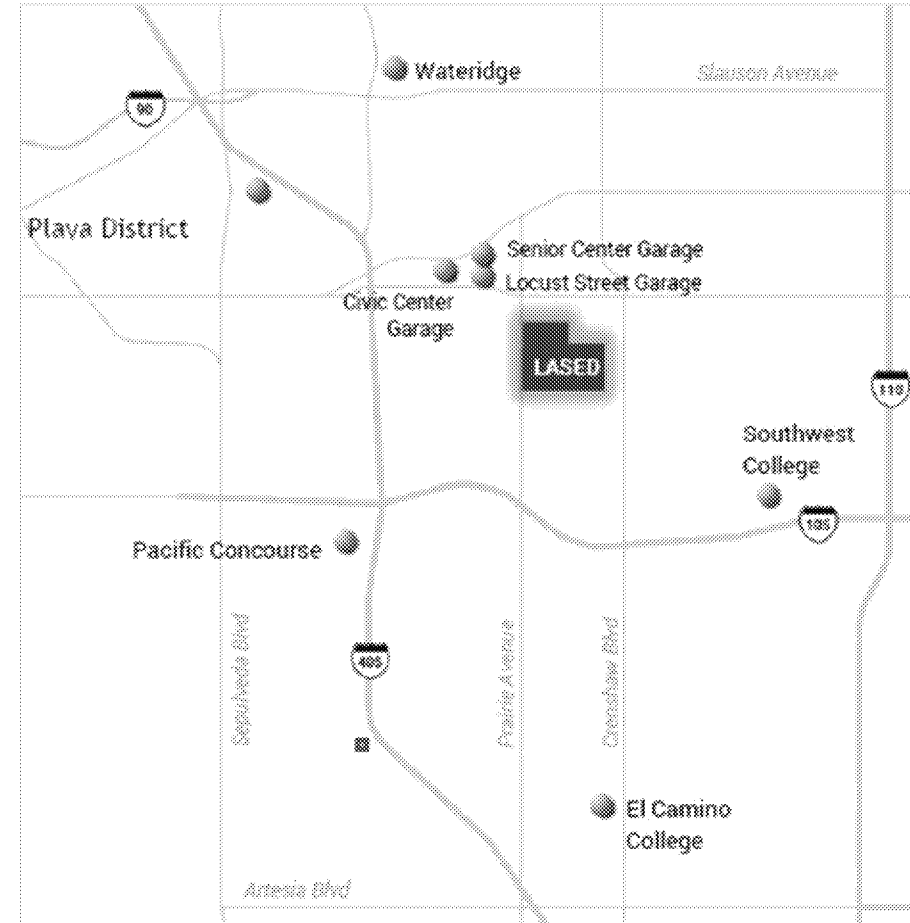 Wateridge
Slauson Avenue
90
Playa District
Senior Center Garage
Locust Street Garage
Civic Center
Garage
LASED
110
Southwest
College
105
Pacific Concourse
Sepulveda Blvd
Prairie Avenue
Crenshaw Blvd
405
El Camino
College
Artesia Blvd